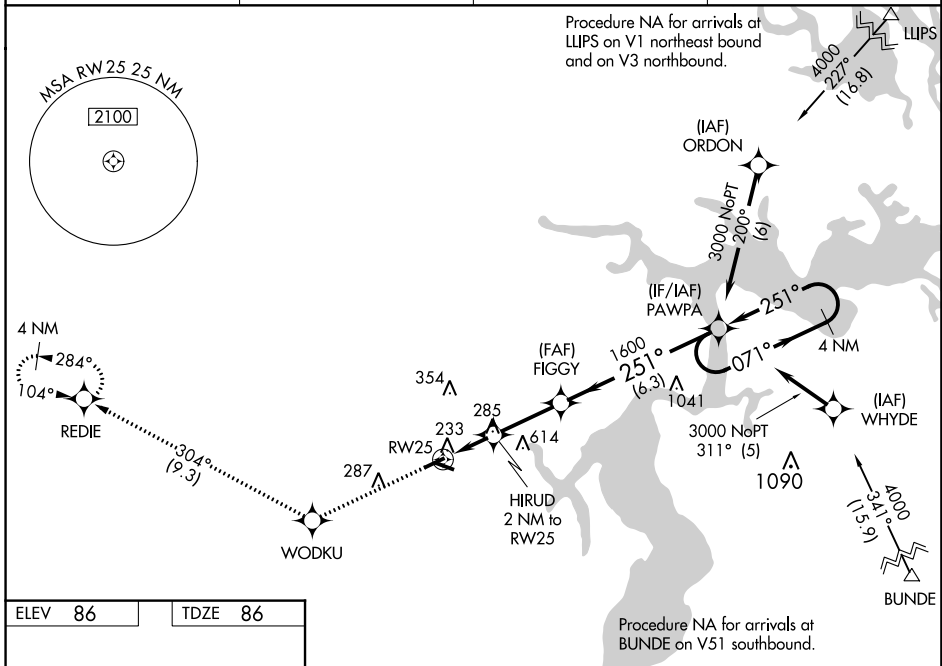 Procedure NA for arrivals at
LLIPS on V1 northeast bound
and on V3 northbound.
LLIPS
4000
227°
(16.8)
MSA RW25 25 NM
2100
(IAF)
ORDON
3000 NoPT
200°
(6)
(IF/IAF)
PAWPA
251°
071°
4 NM
1600
251°
(6.3)
(FAF)
FIGGY
1041
(IAF)
WHYDE
3000 NoPT
311° (5)
1090
4 NM
284°
104°
REDIE
354
285
233
614
RW25
287
HIRUD
2 NM to
RW25
304°
(9.3)
WODKU
4000
341°
(15.9)
BUNDE
ELEV 86
TDZE 86
Procedure NA for arrivals at
BUNDE on V51 southbound.